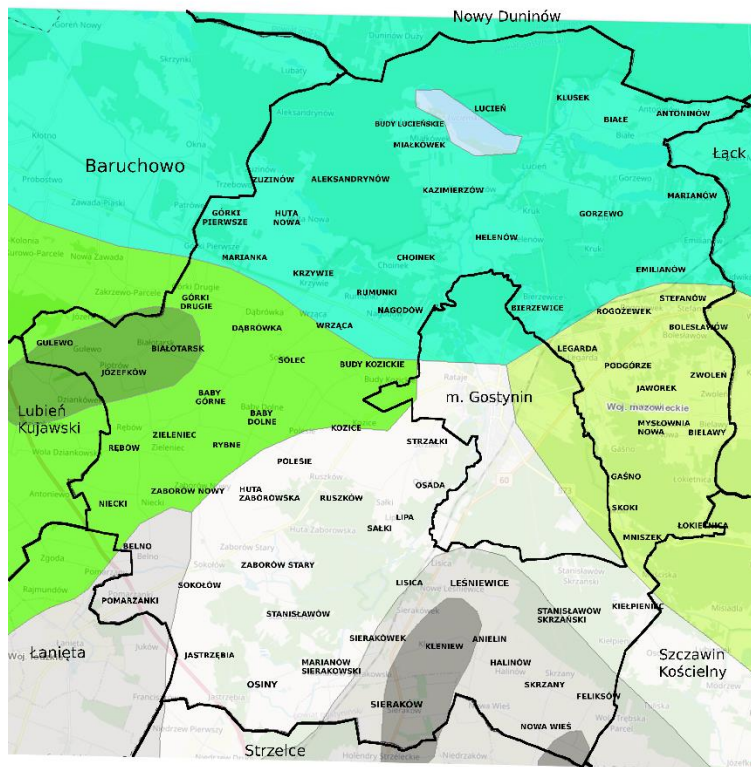 Nowy Duninów
KLUSEK
LUCIEŃ
BIAŁE
ANTONINÓW
BUDY LUCIEŃSKIE
MIAŁKÓWEK
Łąck
Baruchowo
ZUZINÓW
ALEKSANDRYNÓW
KAZIMIERZÓW
MARIANÓW
GÓRKI
PIERWSZE
HUTA
NOWA
GORZEWO
HELENÓW
MARIANKA
CHOINEK
KRZYWIE
EMILIANÓW
RUMUNKI
GÓRKI
DRUGIE
NAGODÓW
BIERZEWICE
STEFANÓW
ROGOŻEWEK
DĄBRÓWKA
WRZĄCA
BOLESŁAWÓW
GULEWO
BIAŁOTARSK
LEGARDA
SOLEC
BUDY KOZICKIE
PODGÓRZE
JÓZEFKÓW
ZWOLEŃ
JAWOREK
BABY
GÓRNE
m. Gostynin
Woj. mazowieckie
Lubień
Kujawski
BABY
DOLNE
MYSŁOWNIA
NOWA
BIELAWY
KOZICE
ZIELENIEC
STRZAŁKI
RĘBÓW
RYBNE
POLESIE
GAŚNO
OSADA
ZABORÓW NOWY
HUTA
ZABOROWSKA
RUSZKÓW
NIECKI
SKOKI
LIPA
SAŁKI
ŁOKIETNICA
MNISZEK
BELNO
ZABORÓW STARY
SOKOŁÓW
LISICA
LEŚNIEWICE
POMARZANKI
STANISŁAWÓW
STANISŁAWÓW
SKRZAŃSKI
KIEŁPIENIEC
SIERAKÓWEK
KLENIEW
ANIELIN
Łanięta
JASTRZĘBIA
MARIANÓW
SIERAKOWSKI
HALINÓW
Szczawin
Kościelny
OSINY
SKRZANY
FELIKSÓW
SIERAKÓW
NOWA WIEŚ
Strzelce